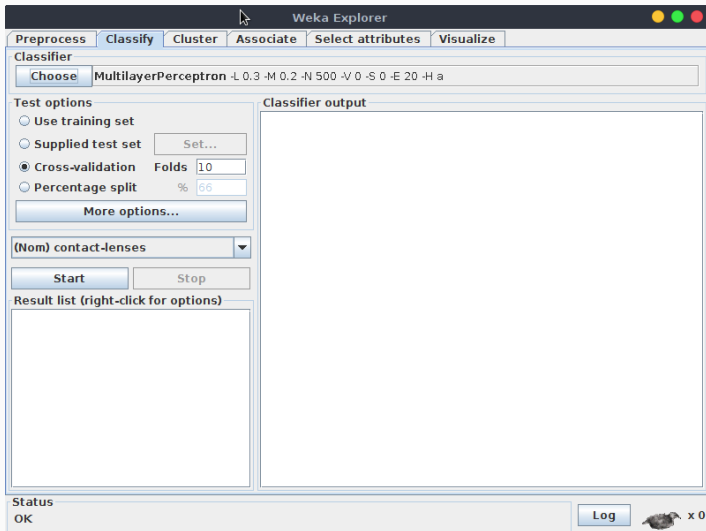 Weka Explorer
Preprocess Classify Cluster Associate Select attributes Visualize
Classifier
Choose MultilayerPerceptron -L 0.3 -M 0.2 -N 500 -V 0 -S 0 -E 20 -H a
Test options
Use training set
Supplied test set Set...
Cross-validation Folds 10
Percentage split % 66
More options...
(Nom) contact-lenses
Start Stop
Result list (right-click for options)
Classifier output
Status
OK
Log x 0